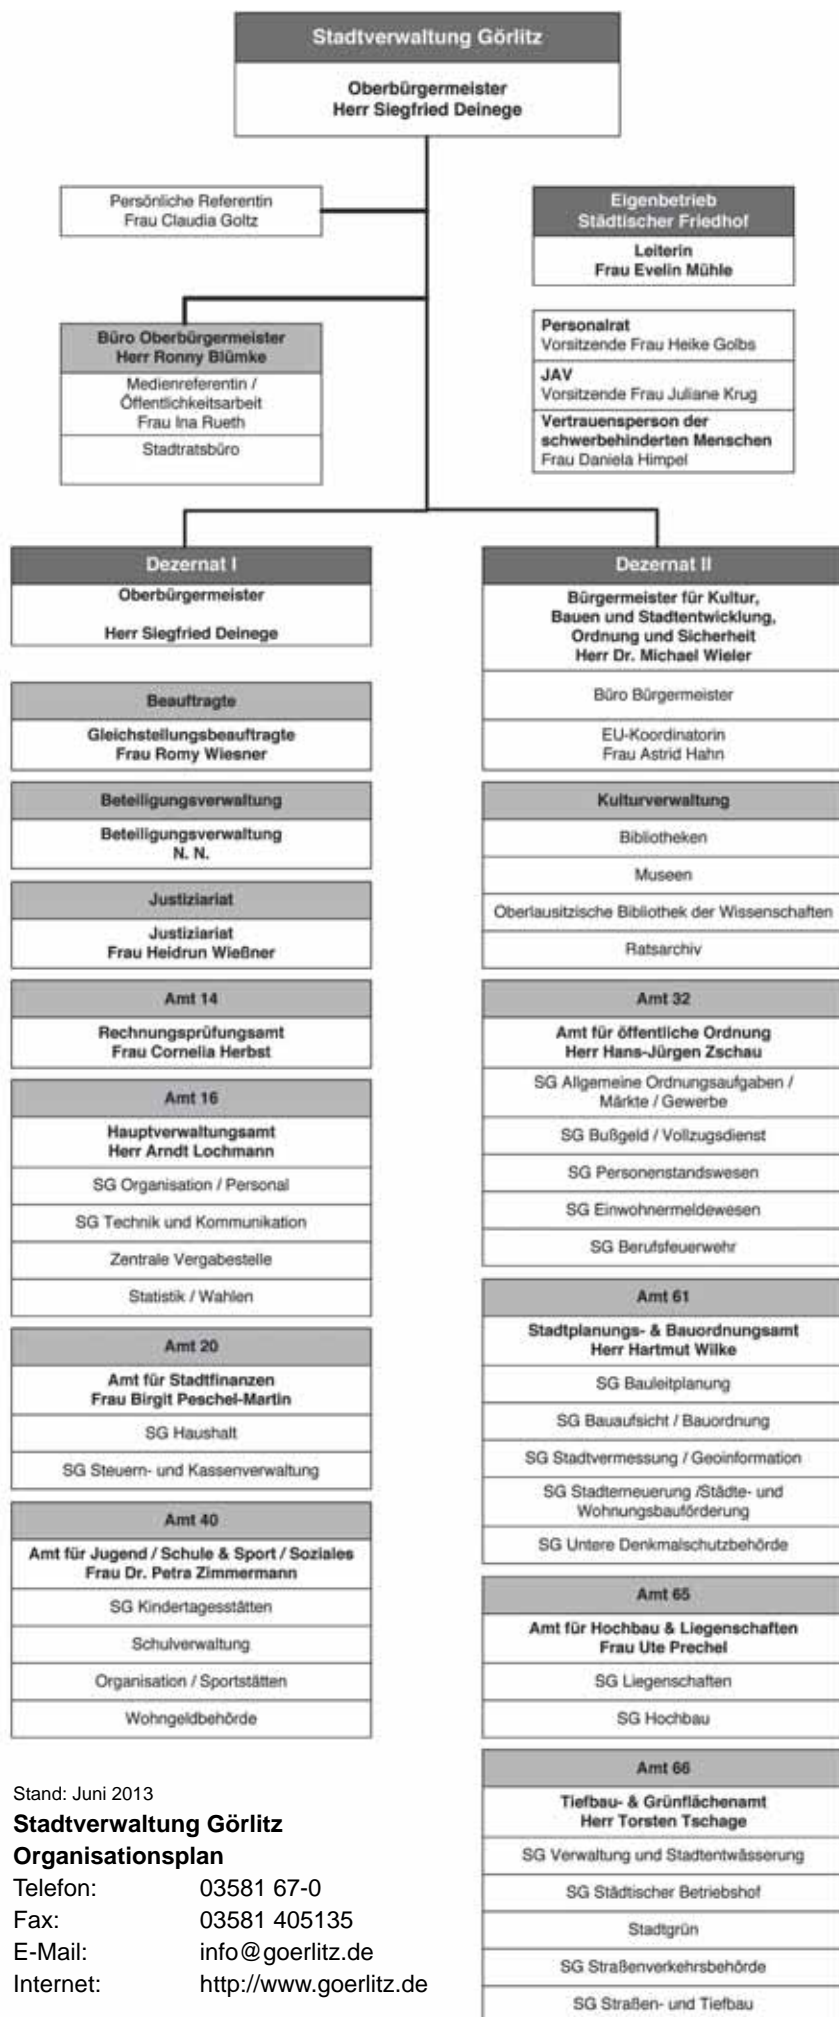 Stadtverwaltung Görlitz
Oberbürgermeister
Herr Siegfried Deinege
Persönliche Referentin
Frau Claudia Goltz
Eigenbetrieb
Städtischer Friedhof
Leiterin
Frau Evelin Mühle
Büro Oberbürgermeister
Herr Ronny Blümke
Medienreferentin /
Öffentlichkeitsarbeit
Frau Ina Rueth
Stadtratsbüro
Personalrat
Vorsitzende Frau Heike Golbs
JAV
Vorsitzende Frau Juliane Krug
Vertrauensperson der
schwerbehinderten Menschen
Frau Daniela Himpel
Dezernat I
Oberbürgermeister
Herr Siegfried Deinege
Beauftragte
Gleichstellungsbeauftragte
Frau Romy Wiesner
Beteiligungsverwaltung
Beteiligungsverwaltung
N. N.
Justiziariat
Justiziariat
Frau Heidrun Wießner
Amt 14
Rechnungsprüfungsamt
Frau Cornelia Herbst
Amt 16
Hauptverwaltungsamt
Herr Arndt Lochmann
SG Organisation / Personal
SG Technik und Kommunikation
Zentrale Vergabestelle
Statistik / Wahlen
Amt 20
Amt für Stadtfinanzen
Frau Birgit Peschel-Martin
SG Haushalt
SG Steuern- und Kassenverwaltung
Amt 40
Amt für Jugend / Schule & Sport / Soziales
Frau Dr. Petra Zimmermann
SG Kindertagesstätten
Schulverwaltung
Organisation / Sportstätten
Wohngeldbehörde
Dezernat II
Bürgermeister für Kultur,
Bauen und Stadtentwicklung,
Ordnung und Sicherheit
Herr Dr. Michael Wieler
Büro Bürgermeister
EU-Koordinatorin
Frau Astrid Hahn
Kulturverwaltung
Bibliotheken
Museen
Oberlausitzische Bibliothek der Wissenschaften
Ratsarchiv
Amt 32
Amt für öffentliche Ordnung
Herr Hans-Jürgen Zschau
SG Allgemeine Ordnungsaufgaben /
Märkte / Gewerbe
SG Bußgeld / Vollzugsdienst
SG Personenstandswesen
SG Einwohnermeldewesen
SG Berufsfeuerwehr
Amt 61
Stadtplanungs- & Bauordnungsamt
Herr Hartmut Wilke
SG Bauleitplanung
SG Bauaufsicht / Bauordnung
SG Stadtvermessung / Geoinformation
SG Stadterneuerung /Städte- und
Wohnungsbauförderung
SG Untere Denkmalschutzbehörde
Amt 65
Amt für Hochbau & Liegenschaften
Frau Ute Prechel
SG Liegenschaften
SG Hochbau
Amt 66
Tiefbau- & Grünflächenamt
Herr Torsten Tschage
SG Verwaltung und Stadtentwässerung
SG Städtischer Betriebshof
Stadtgrün
SG Straßenverkehrsbehörde
SG Straßen- und Tiefbau
Stand: Juni 2013
Stadtverwaltung Görlitz
Organisationsplan
Telefon: 03581 67-0
Fax: 03581 405135
E-Mail: info@goerlitz.de
Internet: http://www.goerlitz.de